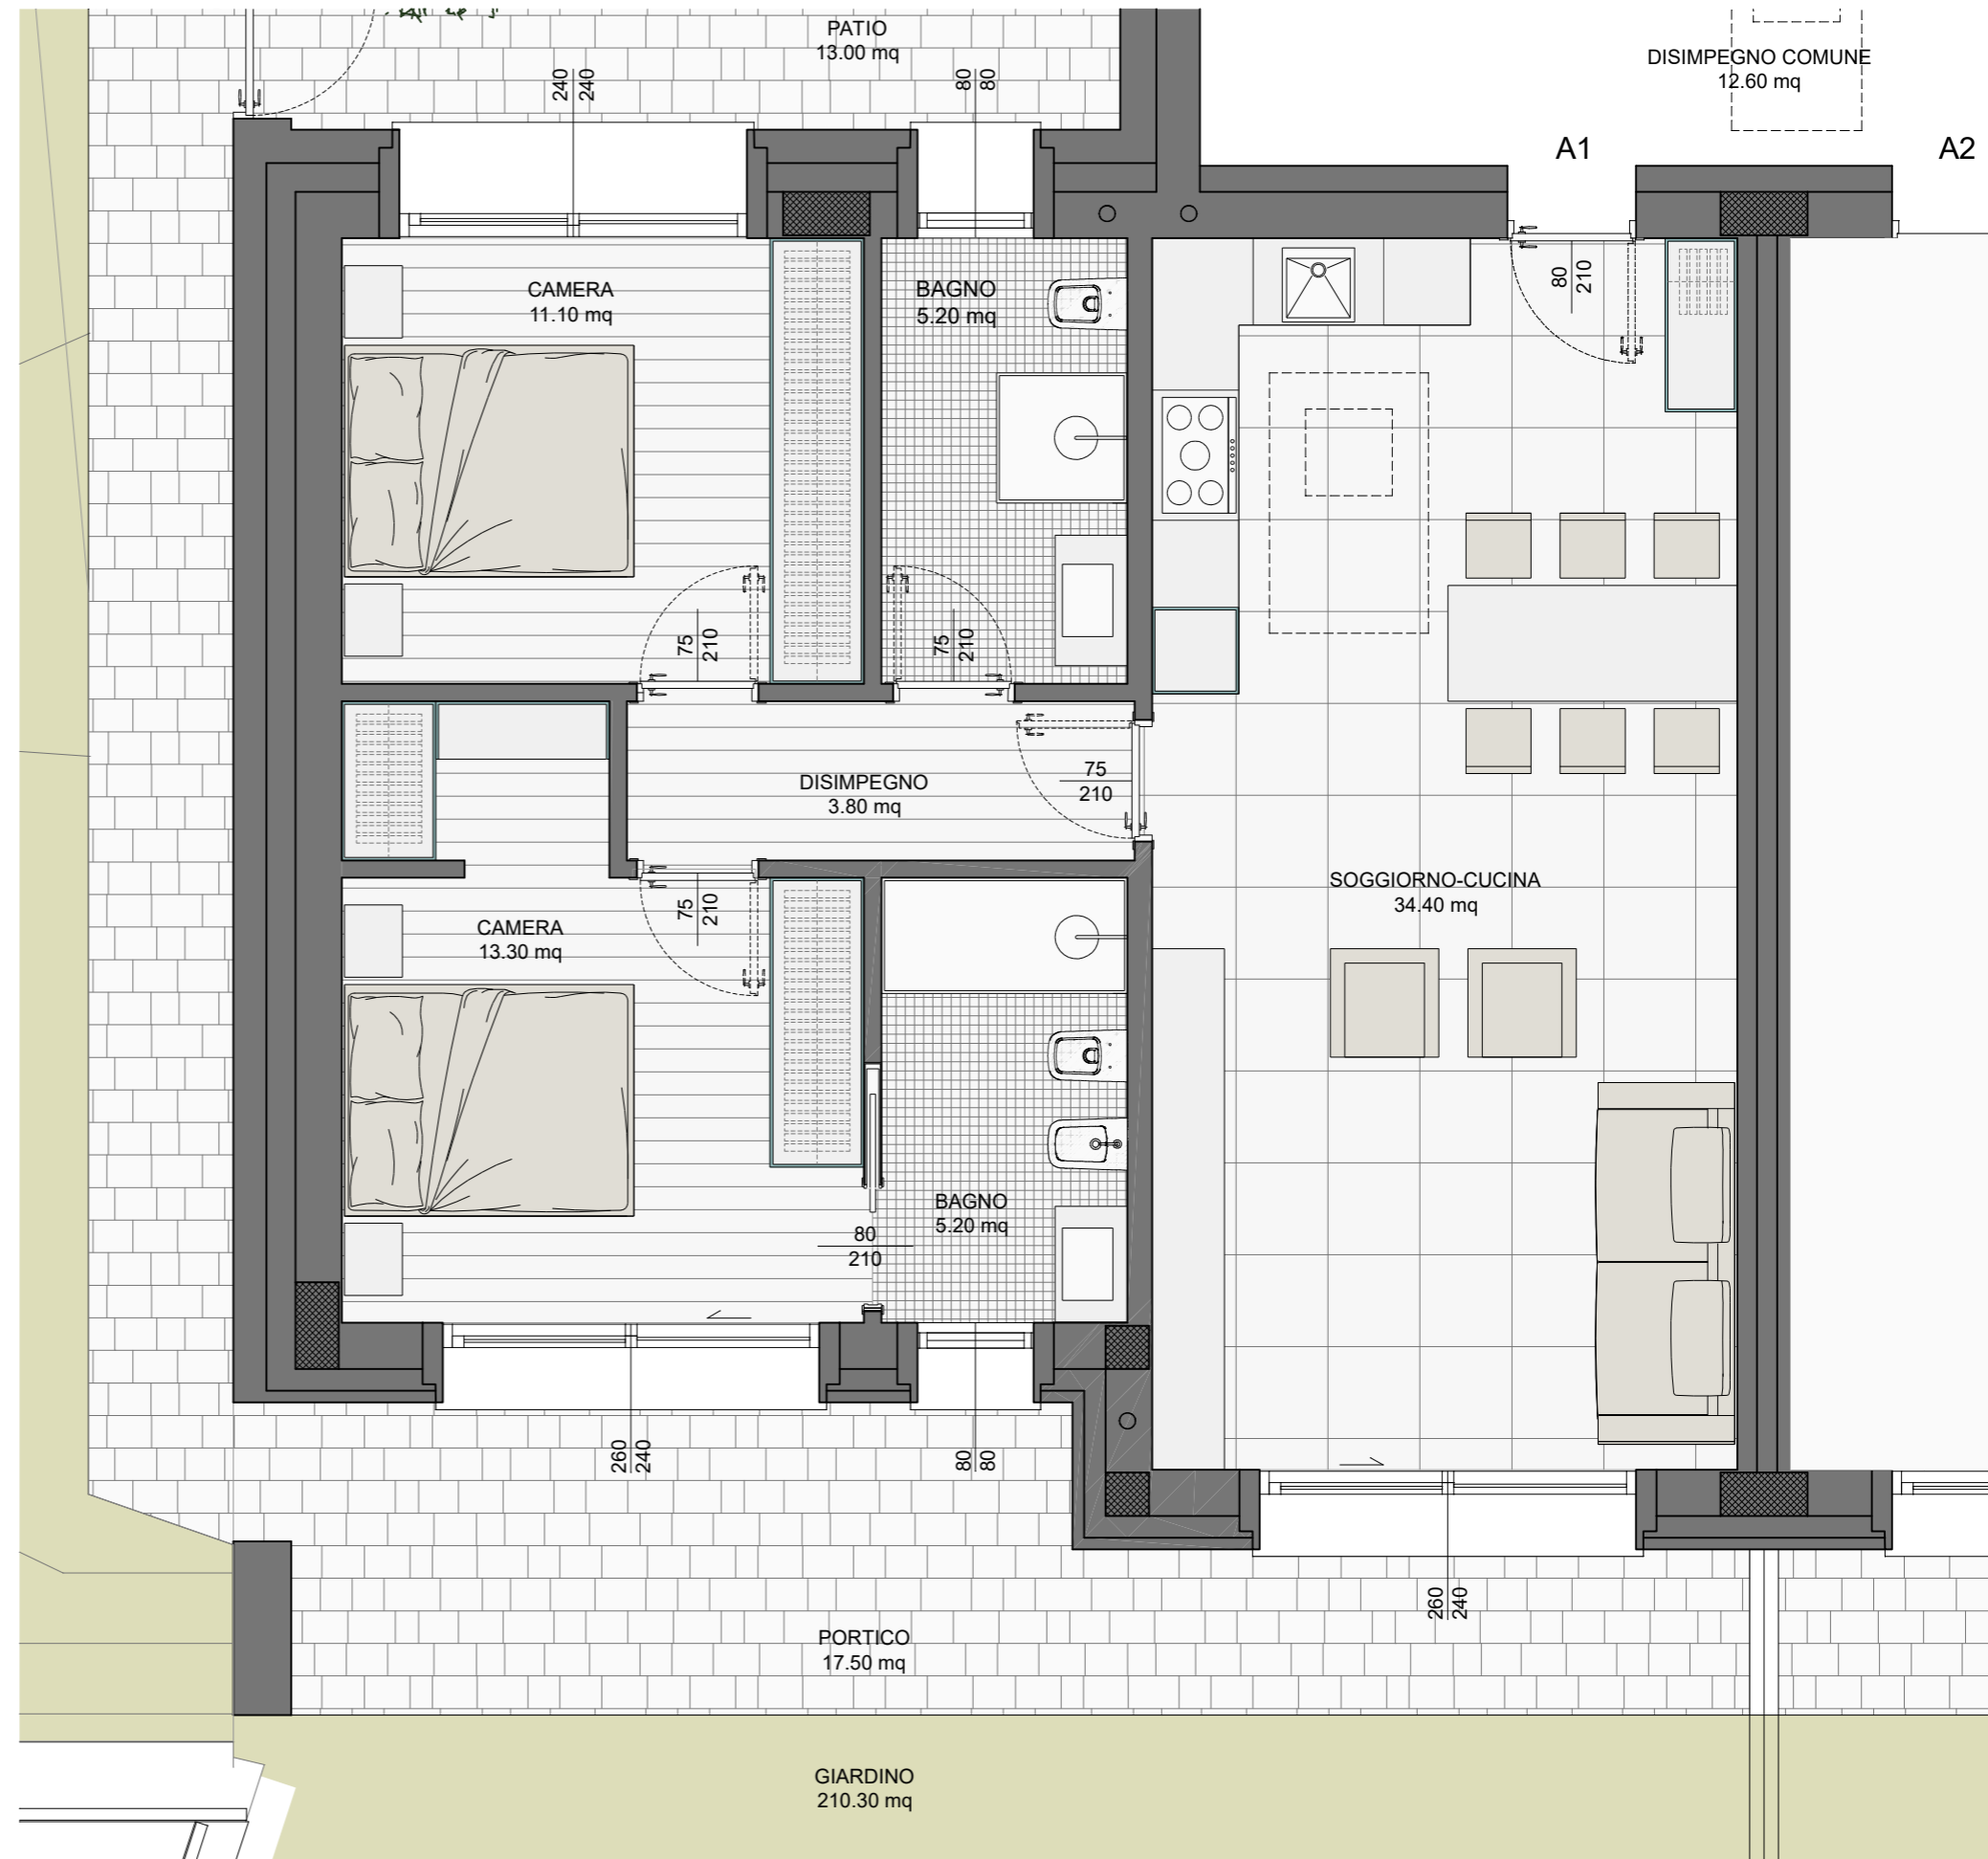 PATIO
13.00 mq
DISIMPEGNO COMUNE
12.60 mq
240
240
80
80
A1
A2
CAMERA
11.10 mq
BAGNO
5.20 mq
80
210
75
210
75
210
DISIMPEGNO
3.80 mq
75
210
SOGGIORNO-CUCINA
34.40 mq
75
210
CAMERA
13.30 mq
BAGNO
5.20 mq
80
210
260
240
80
80
260
240
PORTICO
17.50 mq
GIARDINO
210.30 mq